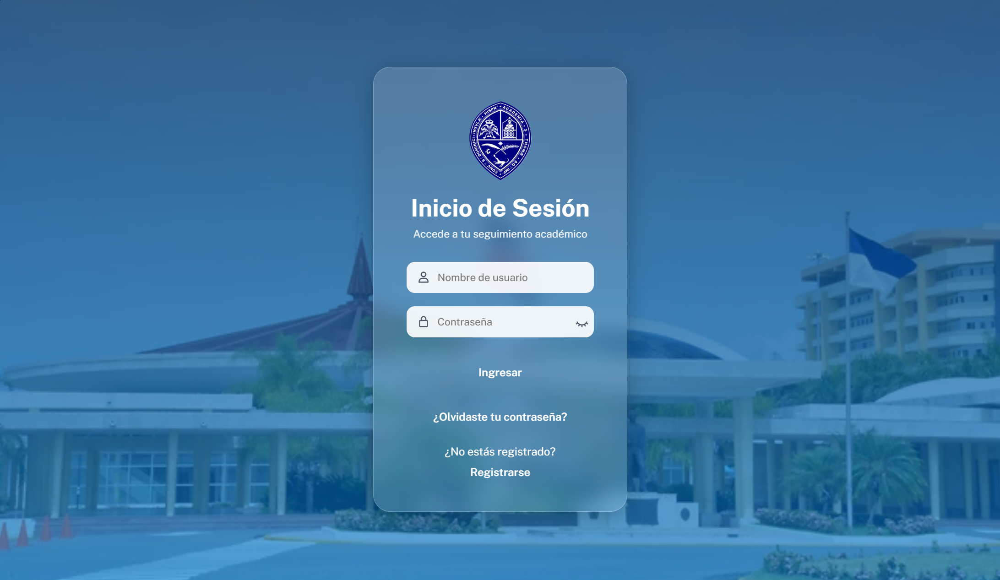 ACADEMIA + S + THOMÆ + AQ IMP + CONV S DOMINICI + INSVLÆ + HISPN +
Inicio de Sesión
Accede a tu seguimiento académico
Nombre de usuario
Contraseña
Ingresar
¿Olvidaste tu contraseña?
¿No estás registrado?
Registrarse